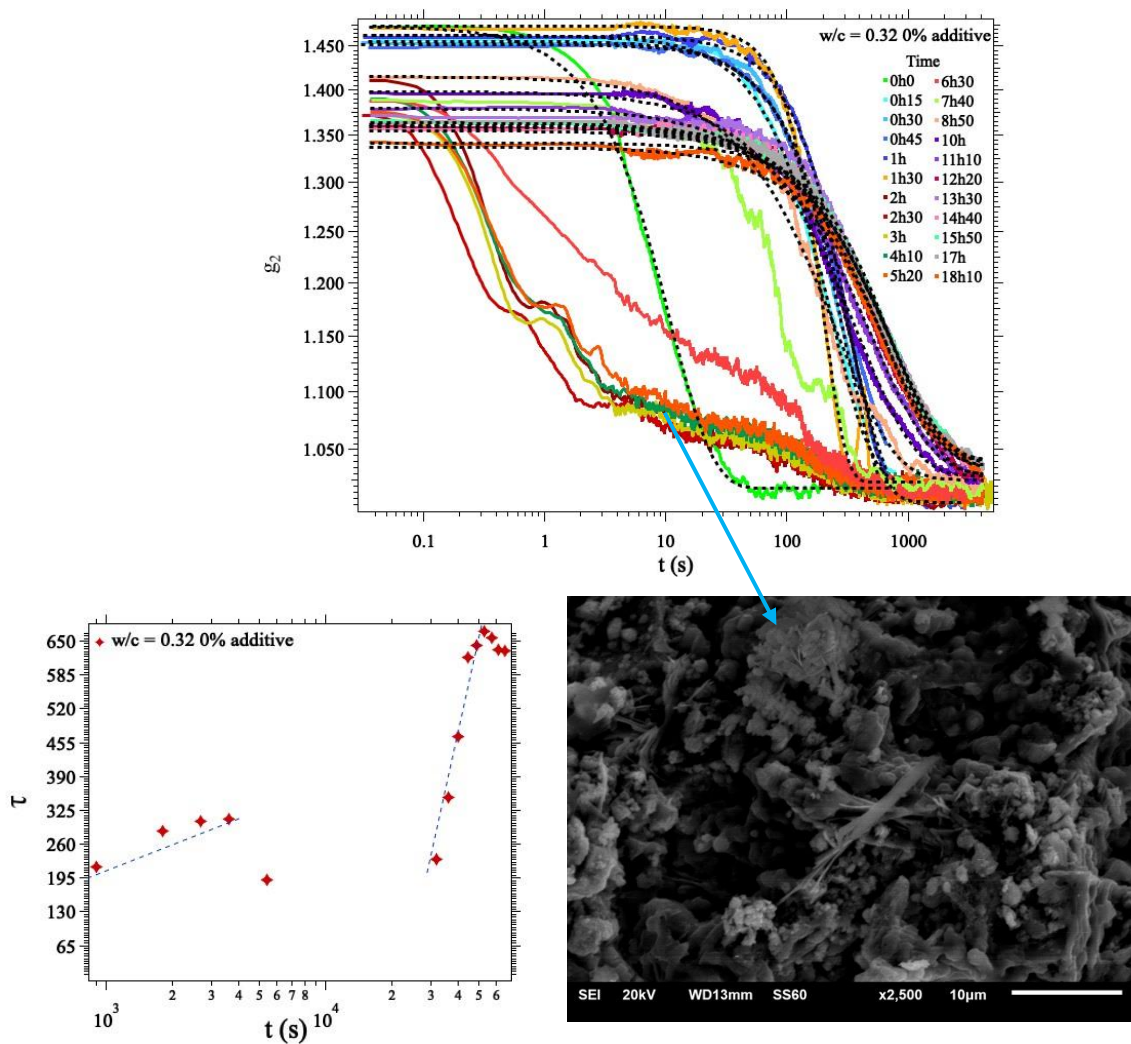 w/c = 0.32 0% additive
Time
0h0 6h30
0h15 7h40
0h30 8h50
0h45 10h
1h 11h10
1h30 12h20
2h 13h30
2h30 14h40
3h 15h50
4h10 17h
5h20 18h10
1.450
1.400
1.350
1.300
1.250
1.200
1.150
1.100
1.050
g2
0.1 1 10 100 1000
t (s)
w/c = 0.32 0% additive
650
585
520
455
390
325
260
195
130
65
τ
10³ 2 3 4 5 6 7 8 10⁴ 2 3 4 5 6
t (s)
SEI 20kV WD13mm SS60 x2,500 10µm